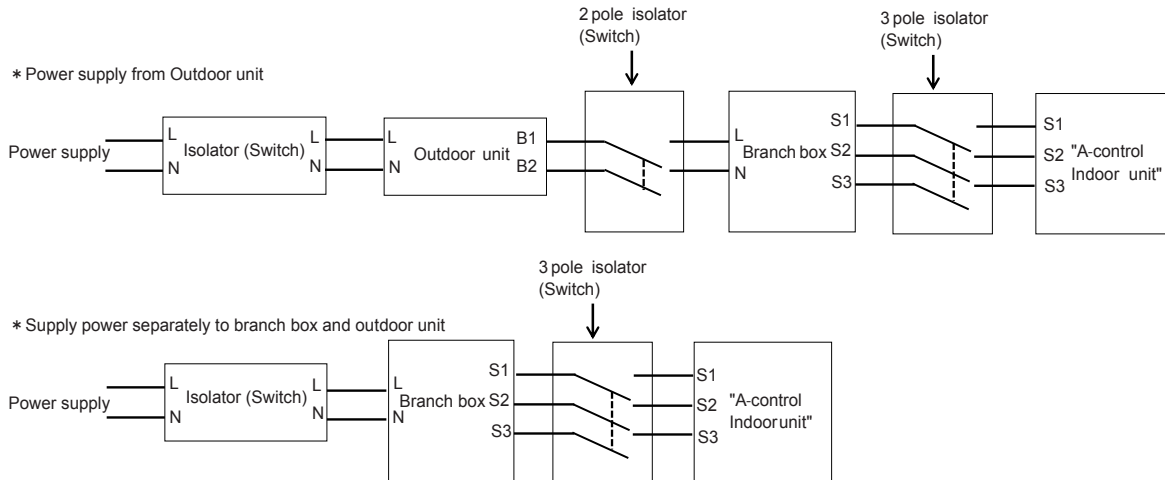 2 pole isolator
(Switch)
3 pole isolator
(Switch)
* Power supply from Outdoor unit
Power supply
L
N
Isolator (Switch)
L
N
L
N
Outdoor unit
B1
B2
L
N
Branch box
S1
S2
S3
S1
S2
S3
"A-control
Indoor unit"
3 pole isolator
(Switch)
* Supply power separately to branch box and outdoor unit
Power supply
L
N
Isolator (Switch)
L
N
L
N
Branch box
S1
S2
S3
S1
S2
S3
"A-control
Indoor unit"